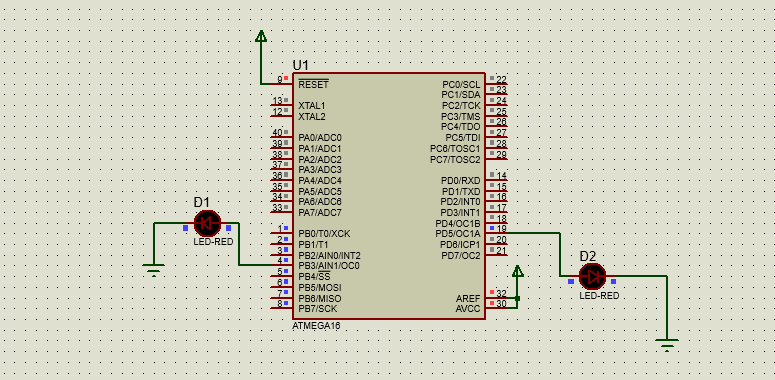 U1
9 RESET
13 XTAL1
12 XTAL2
40 PA0/ADC0
39 PA1/ADC1
38 PA2/ADC2
37 PA3/ADC3
36 PA4/ADC4
35 PA5/ADC5
34 PA6/ADC6
33 PA7/ADC7
1 PB0/T0/XCK
2 PB1/T1
3 PB2/AIN0/INT2
4 PB3/AIN1/OC0
5 PB4/SS
6 PB5/MOSI
7 PB6/MISO
8 PB7/SCK
PC0/SCL 22
PC1/SDA 23
PC2/TCK 24
PC3/TMS 25
PC4/TDO 26
PC5/TDI 27
PC6/TOSC1 28
PC7/TOSC2 29
PD0/RXD 14
PD1/TXD 15
PD2/INT0 16
PD3/INT1 17
PD4/OC1B 18
PD5/OC1A 19
PD6/ICP1 20
PD7/OC2 21
AREF 32
AVCC 30
ATMEGA16
D1
LED-RED
D2
LED-RED